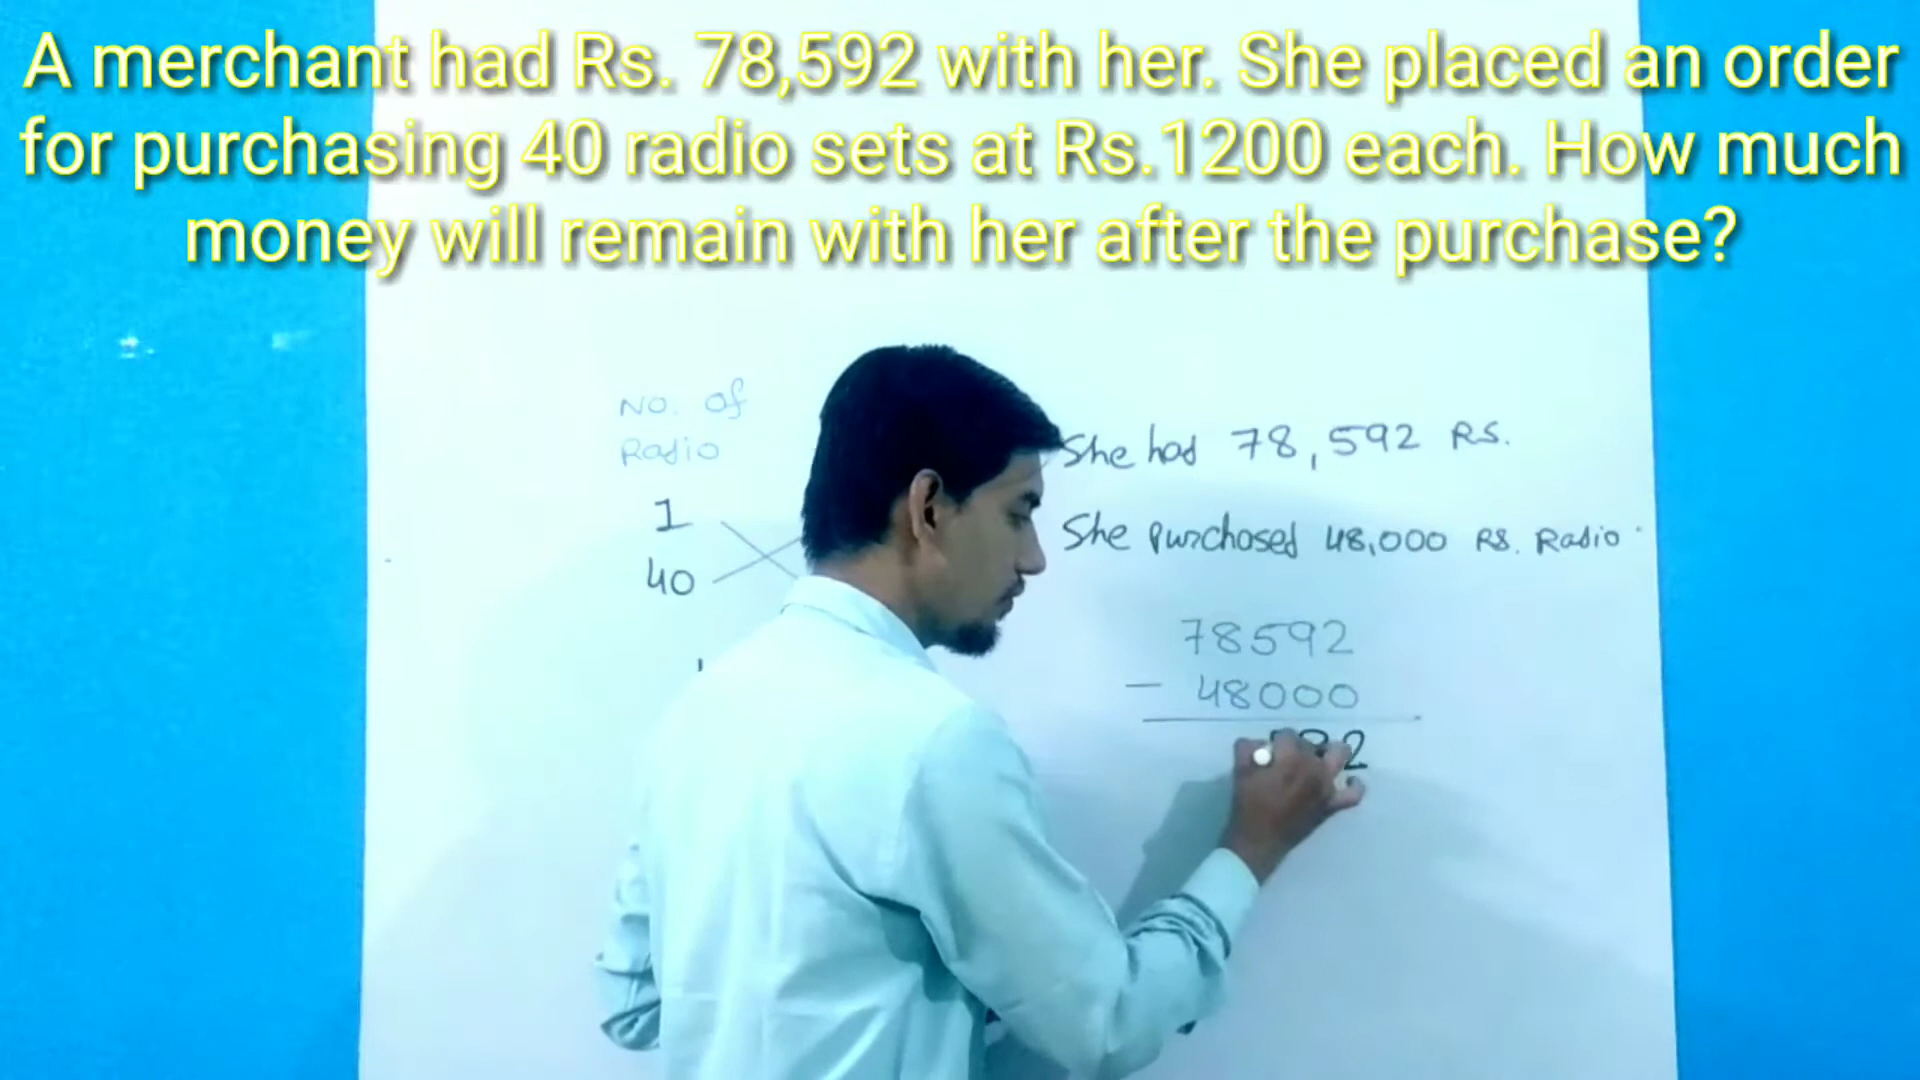 A merchant had Rs. 78,592 with her. She placed an order
for purchasing 40 radio sets at Rs.1200 each. How much
money will remain with her after the purchase?
NO. of
Radio
1
40
She had 78,592 RS.
She purchased 48,000 RS. Radio
78592
- 48000
592